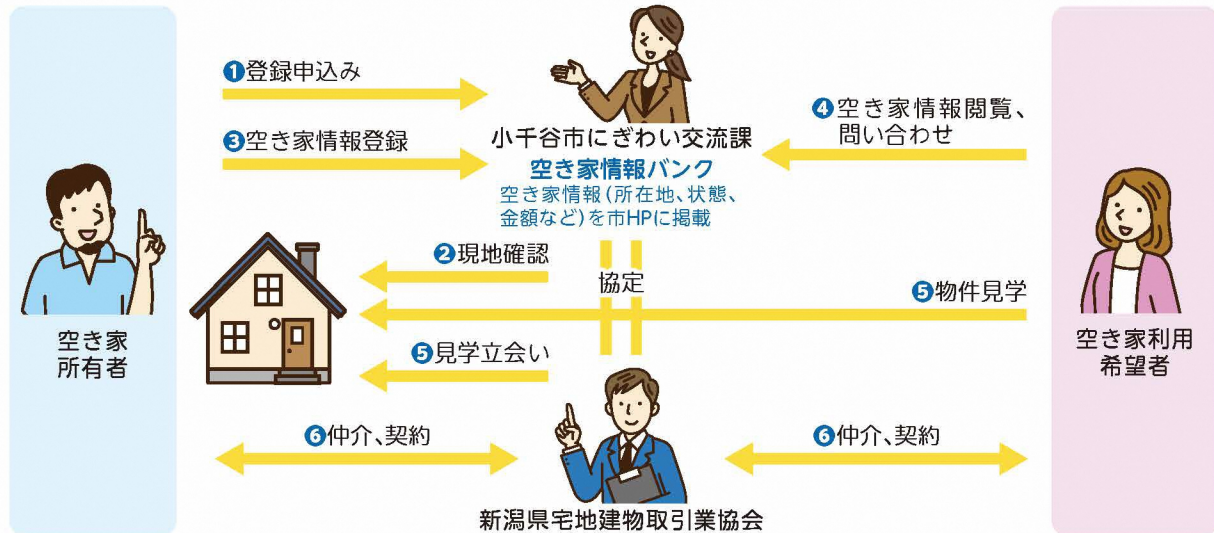 ❶登録申込み
❸空き家情報登録
小千谷市にぎわい交流課
空き家情報バンク
空き家情報（所在地、状態、
金額など）を市HPに掲載
❹空き家情報閲覧、
問い合わせ
空き家
所有者
❷現地確認
協定
❺物件見学
❺見学立会い
空き家利用
希望者
❻仲介、契約
❻仲介、契約
新潟県宅地建物取引業協会